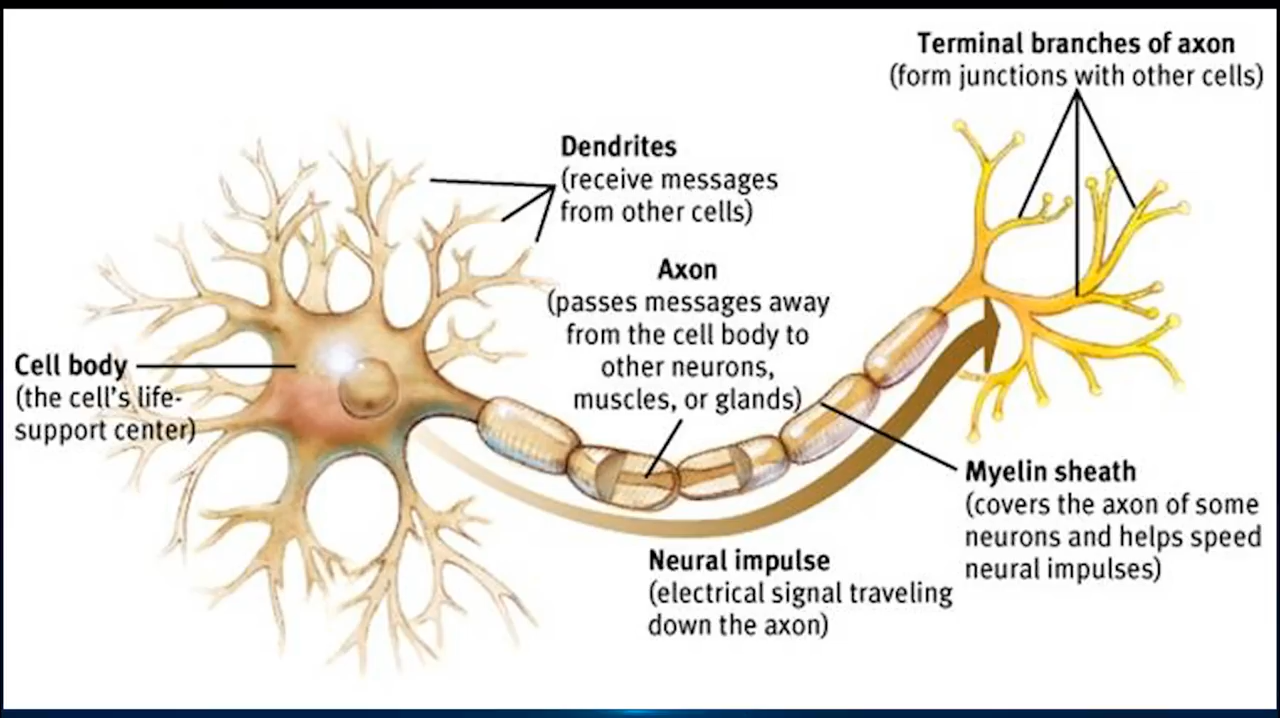 Terminal branches of axon
(form junctions with other cells)
Dendrites
(receive messages
from other cells)
Axon
(passes messages away
from the cell body to
other neurons,
muscles, or glands)
Cell body
(the cell's life-
support center)
Myelin sheath
(covers the axon of some
neurons and helps speed
neural impulses)
Neural impulse
(electrical signal traveling
down the axon)